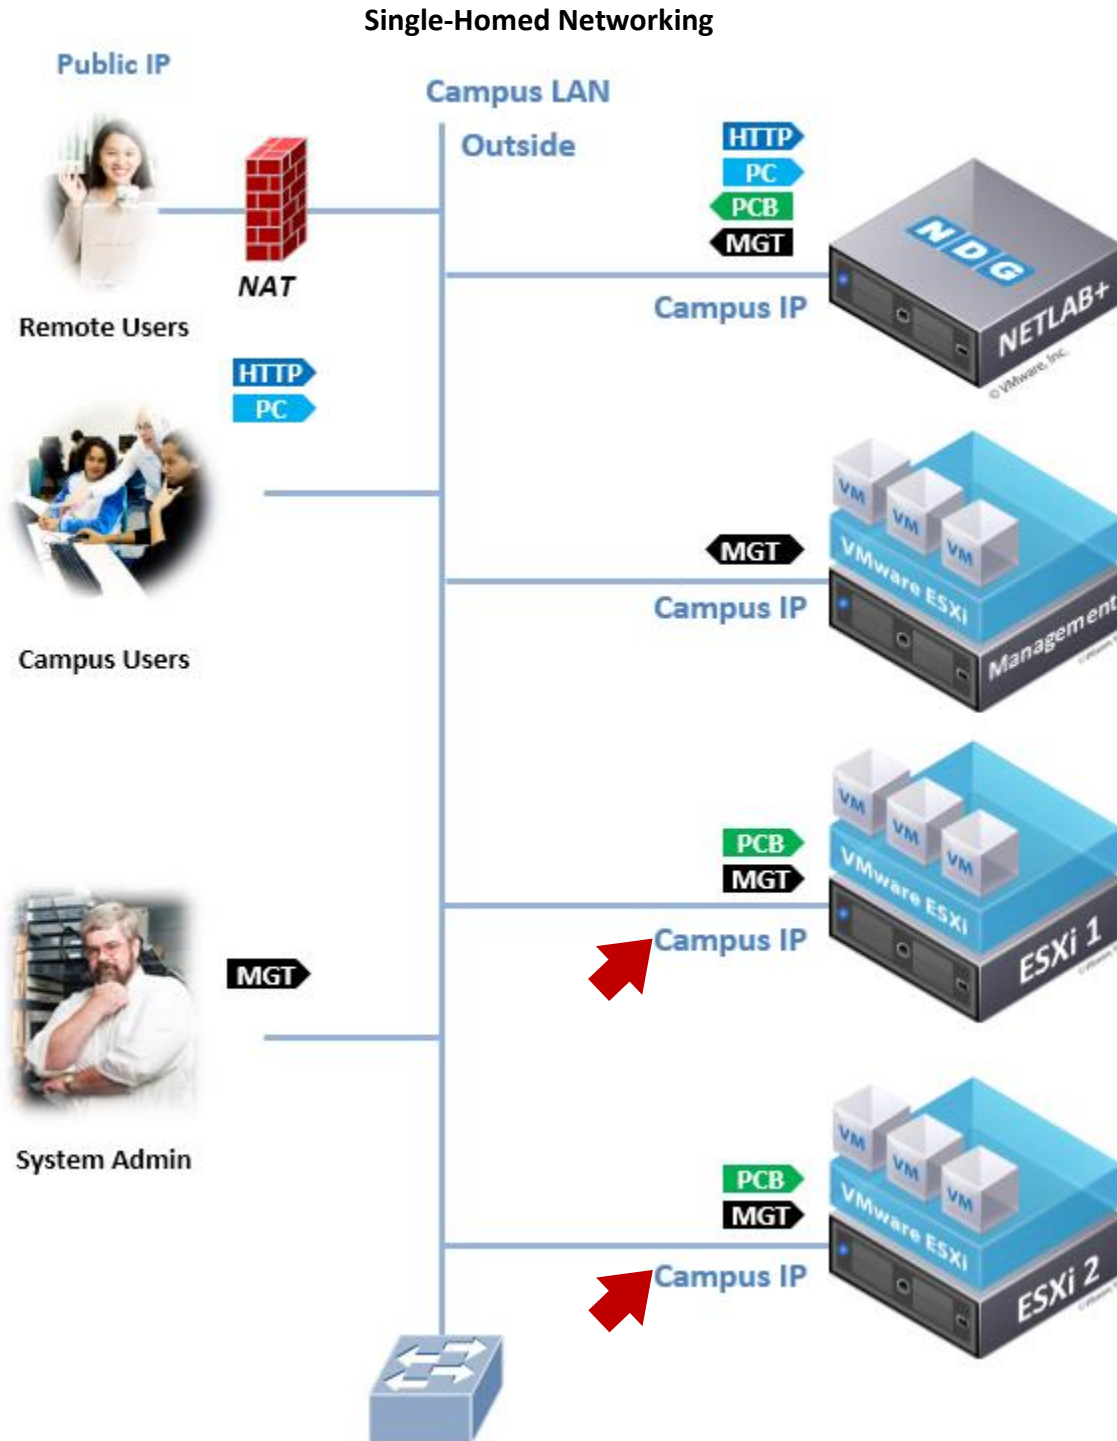 Single-Homed Networking
Public IP
Campus LAN
Outside
HTTP
PC
PCB
MGT
NDG
NETLAB+
© VMware, Inc.
NAT
Campus IP
Remote Users
HTTP
PC
VM
VM
VM
VMware ESXi
Management
MGT
Campus IP
Campus Users
VM
VM
VM
VMware ESXi
ESXi 1
PCB
MGT
Campus IP
MGT
System Admin
VM
VM
VM
VMware ESXi
ESXi 2
PCB
MGT
Campus IP